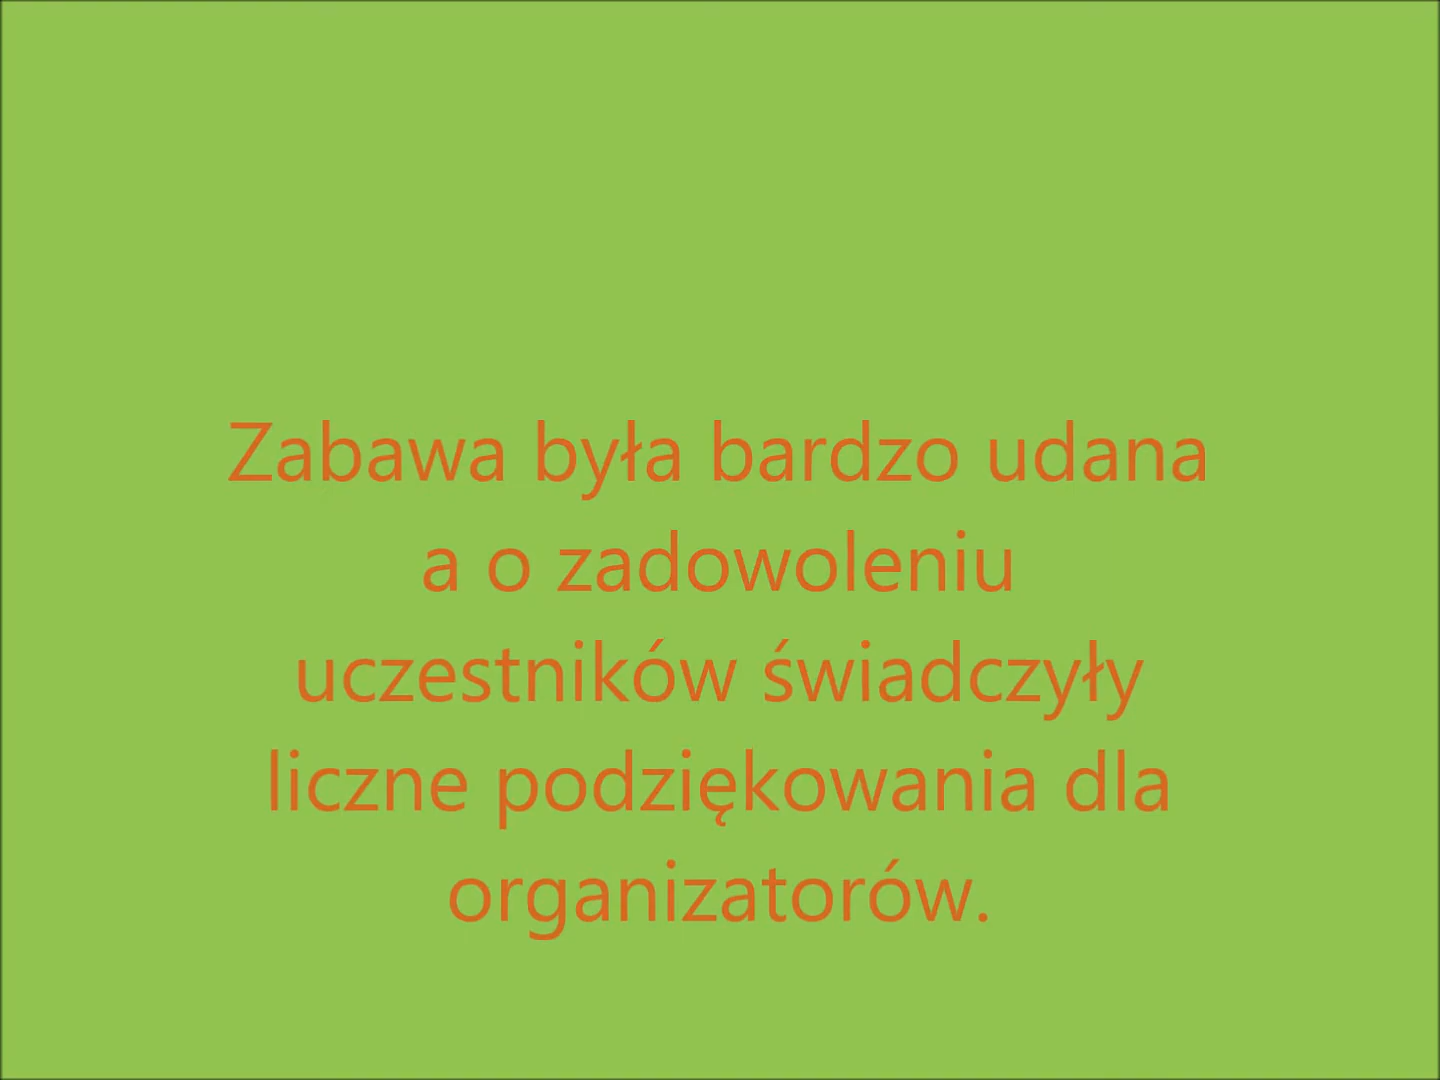 Zabawa była bardzo udana
a o zadowoleniu
uczestników świadczyły
liczne podziękowania dla
organizatorów.